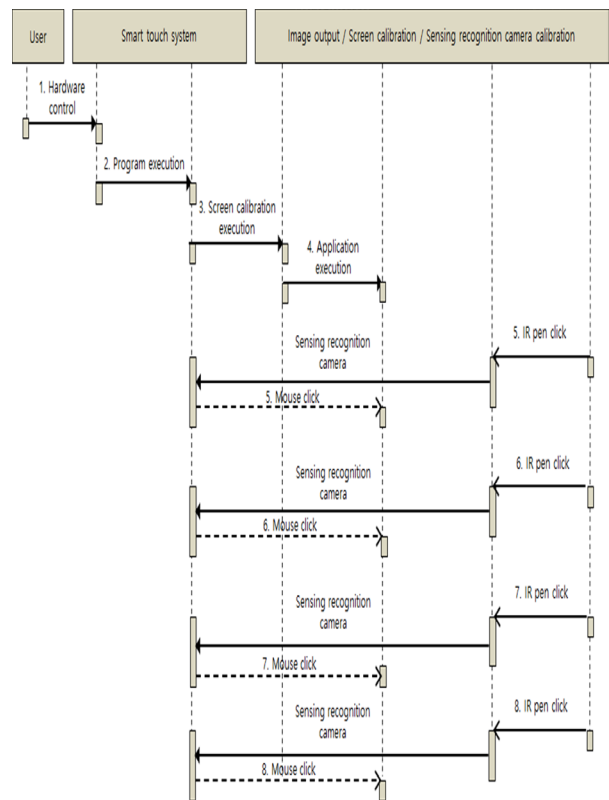 User
Smart touch system
Image output / Screen calibration / Sensing recognition camera calibration
1. Hardware
control
2. Program execution
3. Screen calibration
execution
4. Application
execution
5. IR pen click
Sensing recognition
camera
5. Mouse click
6. IR pen click
Sensing recognition
camera
6. Mouse click
7. IR pen click
Sensing recognition
camera
7. Mouse click
8. IR pen click
Sensing recognition
camera
8. Mouse click